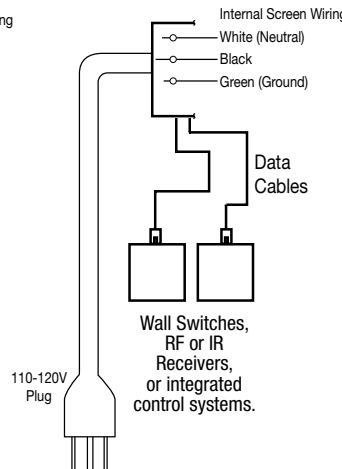 ng
Internal Screen Wiring
White (Neutral)
Black
Green (Ground)
Data
Cables
Wall Switches,
RF or IR
Receivers,
or integrated
control systems.
110-120V
Plug